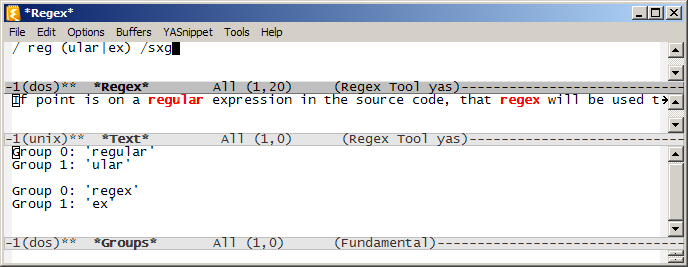 *Regex*
File Edit Options Buffers YASnippet Tools Help
/ reg (ular|ex) /sxg
-1(dos)** *Regex* All (1,20) (Regex Tool yas)------------------------
If point is on a regular expression in the source code, that regex will be used t
-1(unix)** *Text* All (1,0) (Regex Tool yas)------------------------
Group 0: 'regular'
Group 1: 'ular'
Group 0: 'regex'
Group 1: 'ex'
-1(dos)** *Groups* All (1,0) (Fundamental)--------------------------